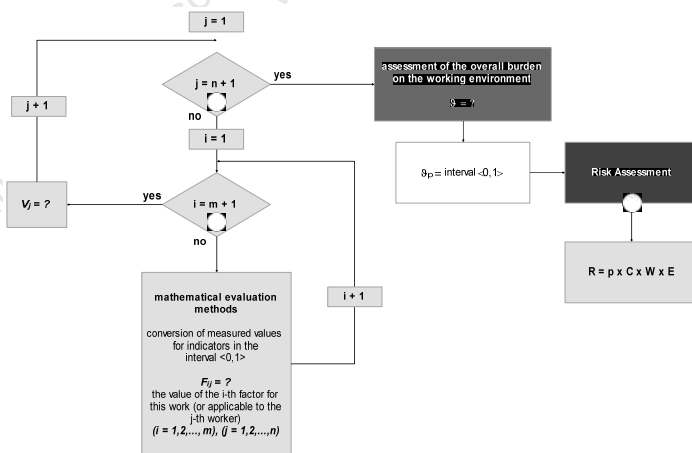 j = 1
j = n + 1
yes
no
j + 1
i = 1
assessment of the overall burden
on the working environment
ϑ = ?
ϑP = interval <0,1>
Risk Assessment
R = p x C x W x E
i = m + 1
yes
no
Vj = ?
i + 1
mathematical evaluation
methods
conversion of measured values
for indicators in the
interval <0,1>
Fij = ?
the value of the i-th factor for
this work (or applicable to the
j-th worker)
(i = 1,2,..., m), (j = 1,2,...,n)